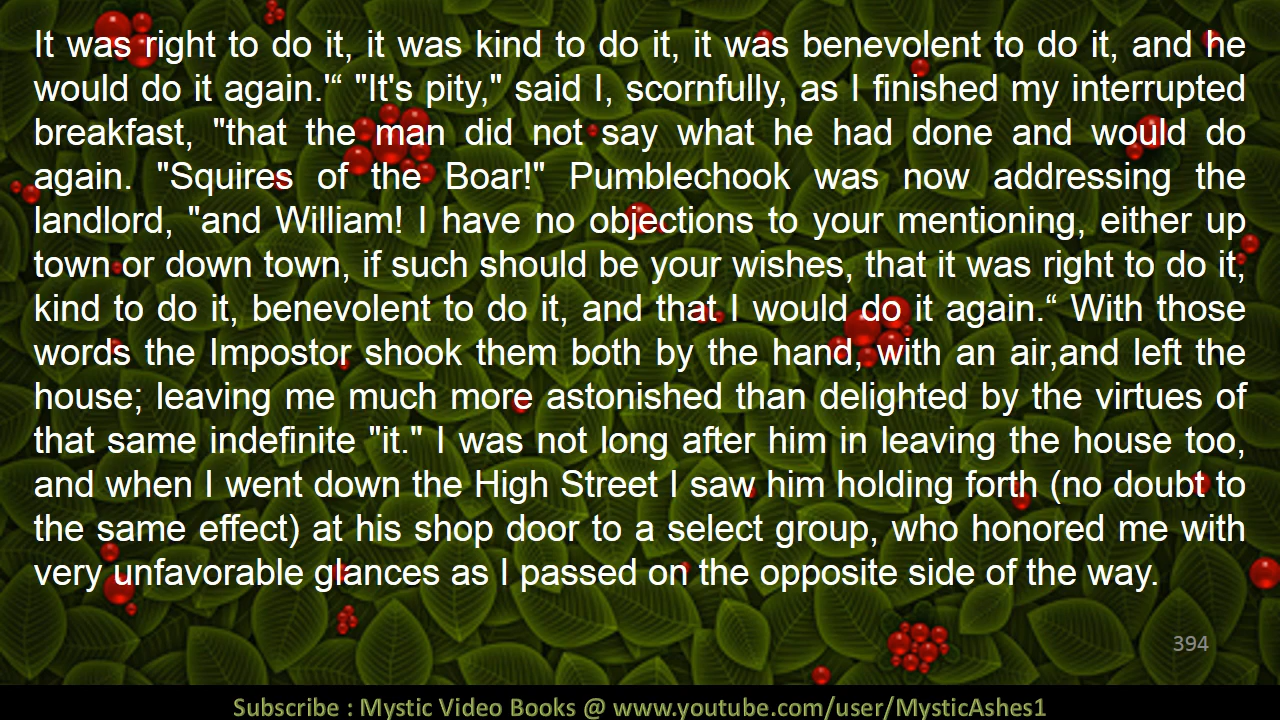 It was right to do it, it was kind to do it, it was benevolent to do it, and he
would do it again.'“ "It's pity," said I, scornfully, as I finished my interrupted
breakfast, "that the man did not say what he had done and would do
again. "Squires of the Boar!" Pumblechook was now addressing the
landlord, "and William! I have no objections to your mentioning, either up
town or down town, if such should be your wishes, that it was right to do it,
kind to do it, benevolent to do it, and that I would do it again.“ With those
words the Impostor shook them both by the hand, with an air,and left the
house; leaving me much more astonished than delighted by the virtues of
that same indefinite "it." I was not long after him in leaving the house too,
and when I went down the High Street I saw him holding forth (no doubt to
the same effect) at his shop door to a select group, who honored me with
very unfavorable glances as I passed on the opposite side of the way.
394
Subscribe : Mystic Video Books @ www.youtube.com/user/MysticAshes1